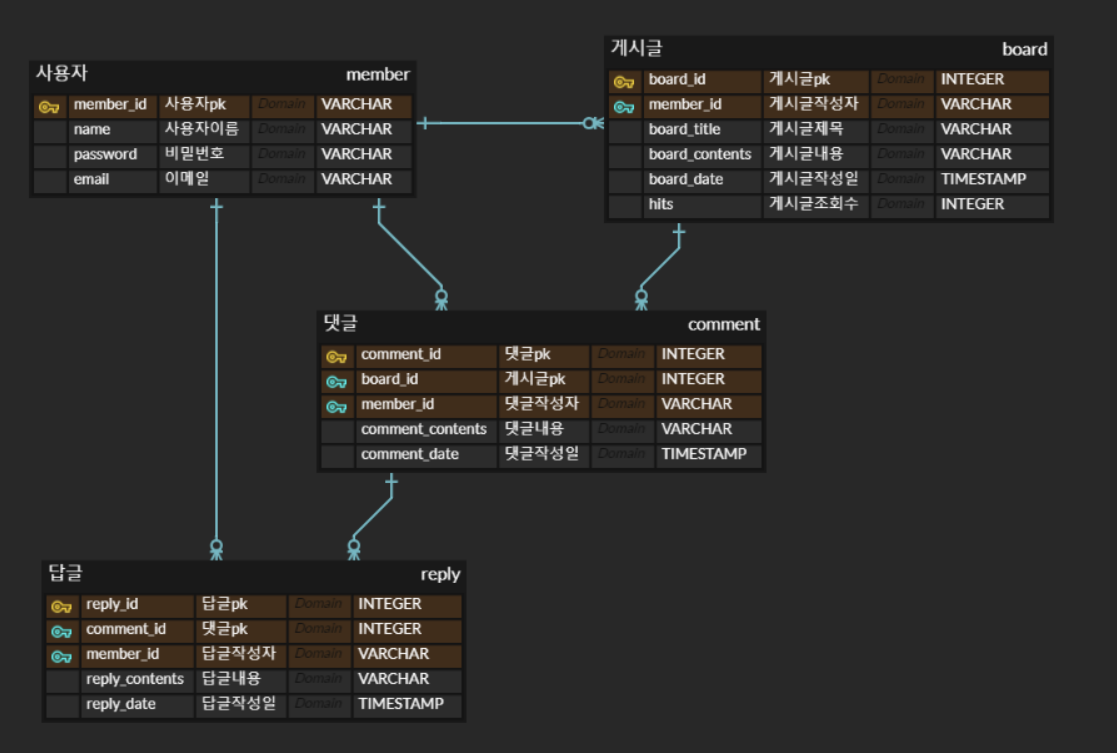 사용자 member
member_id 사용자pk Domain VARCHAR
name 사용자이름 Domain VARCHAR
password 비밀번호 Domain VARCHAR
email 이메일 Domain VARCHAR
게시글 board
board_id 게시글pk Domain INTEGER
member_id 게시글작성자 Domain VARCHAR
board_title 게시글제목 Domain VARCHAR
board_contents 게시글내용 Domain VARCHAR
board_date 게시글작성일 Domain TIMESTAMP
hits 게시글조회수 Domain INTEGER
댓글 comment
comment_id 댓글pk Domain INTEGER
board_id 게시글pk Domain INTEGER
member_id 댓글작성자 Domain VARCHAR
comment_contents 댓글내용 Domain VARCHAR
comment_date 댓글작성일 Domain TIMESTAMP
답글 reply
reply_id 답글pk Domain INTEGER
comment_id 댓글pk Domain INTEGER
member_id 답글작성자 Domain VARCHAR
reply_contents 답글내용 Domain VARCHAR
reply_date 답글작성일 Domain TIMESTAMP